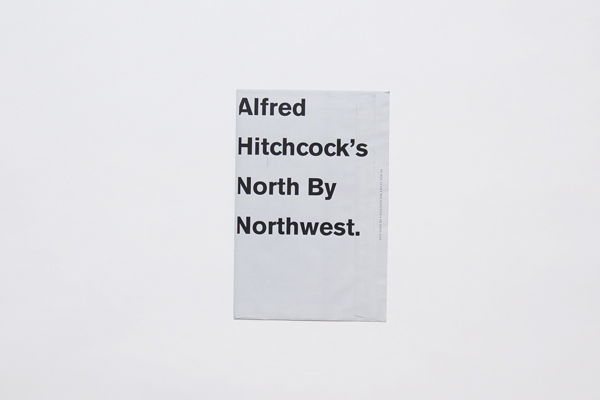 Alfred
Hitchcock’s
North By
Northwest.